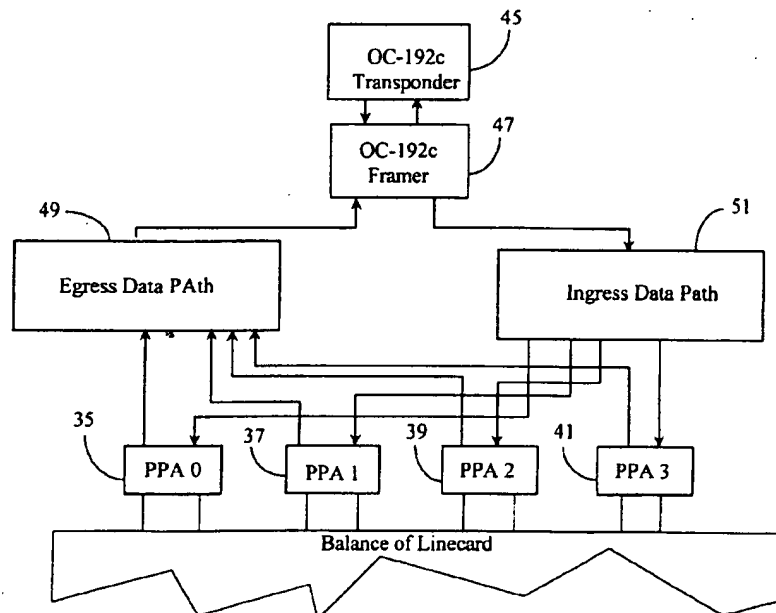 45
OC-192c
Transponder
47
OC-192c
Framer
49
51
Egress Data PAth
Ingress Data Path
35
37
39
41
PPA 0
PPA 1
PPA 2
PPA 3
Balance of Linecard